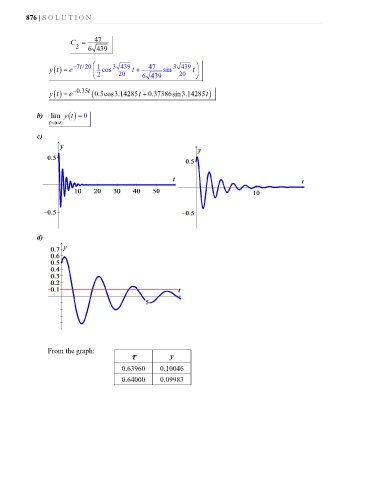 876 | S O L U T I O N
C₂ = 47 / 6√439
y(t) = e^(−7t/20) (1/2 cos 3√439/20 t + 47/6√439 sin 3√439/20 t)
y(t) = e^(−0.35t) (0.5cos3.14285t + 0.37386sin3.14285t)
b) lim t→∞ y(t) = 0
c)
y
y
0.5
0.5
t
t
10 20 30 40 50
10
−0.5
−0.5
d)
y
0.7
0.6
0.5
0.4
0.3
0.2
0.1
t
5
From the graph:
τ y
0.63960 0.10046
0.64000 0.09983